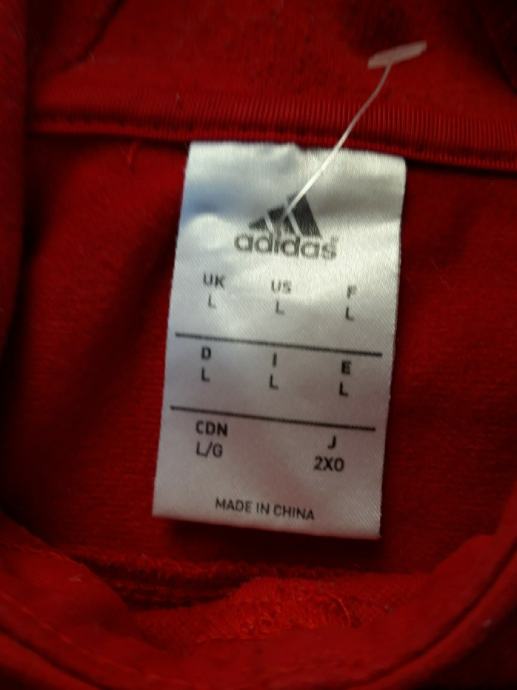 adidas
UK US F
L L L
D I E
L L L
CDN J
L/G 2XO
MADE IN CHINA